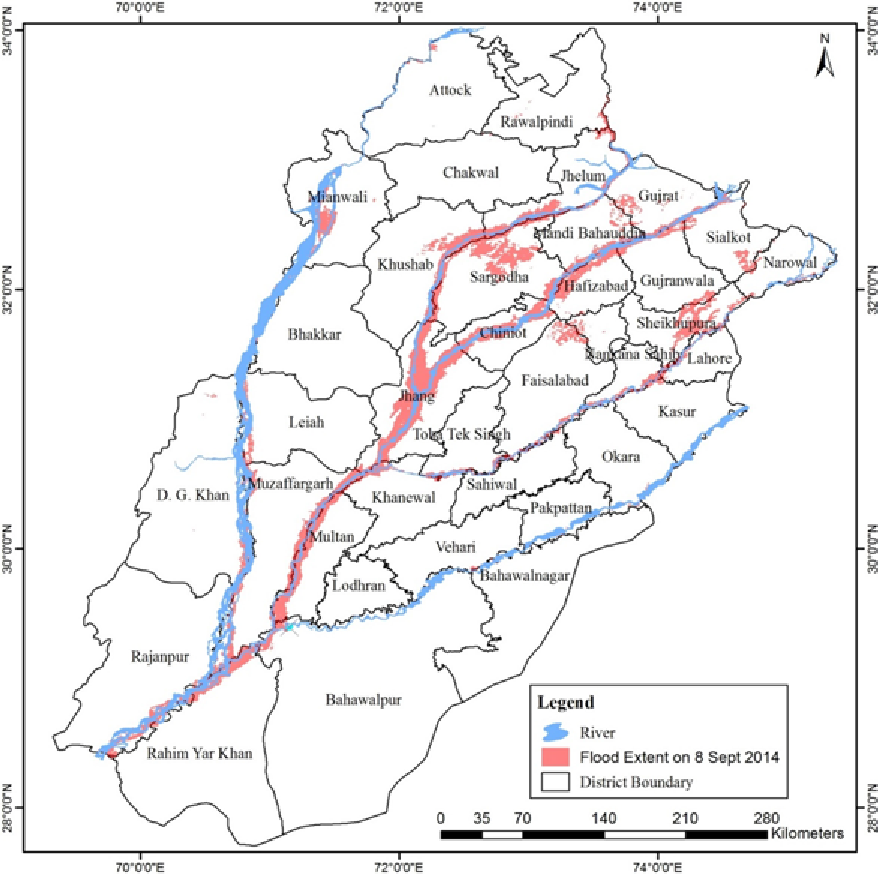 70°0'0"E 72°0'0"E 74°0'0"E
34°0'0"N 34°0'0"N
N
Attock
Rawalpindi
Chakwal
Jhelum
Mianwali
Gujrat
Mandi Bahauddin
Sialkot
Khushab
Narowal
Sargodha
Gujranwala
Hafizabad
32°0'0"N 32°0'0"N
Sheikhupura
Bhakkar
Chiniot
Nankana Sahib
Lahore
Faisalabad
Jhang
Kasur
Leiah
Toba Tek Singh
Okara
Muzaffargarh
Sahiwal
D. G. Khan
Khanewal
Pakpattan
Multan
Vehari
30°0'0"N 30°0'0"N
Bahawalnagar
Lodhran
Rajanpur
Bahawalpur
Rahim Yar Khan
Legend
River
Flood Extent on 8 Sept 2014
District Boundary
28°0'0"N 28°0'0"N
0 35 70 140 210 280
Kilometers
70°0'0"E 72°0'0"E 74°0'0"E